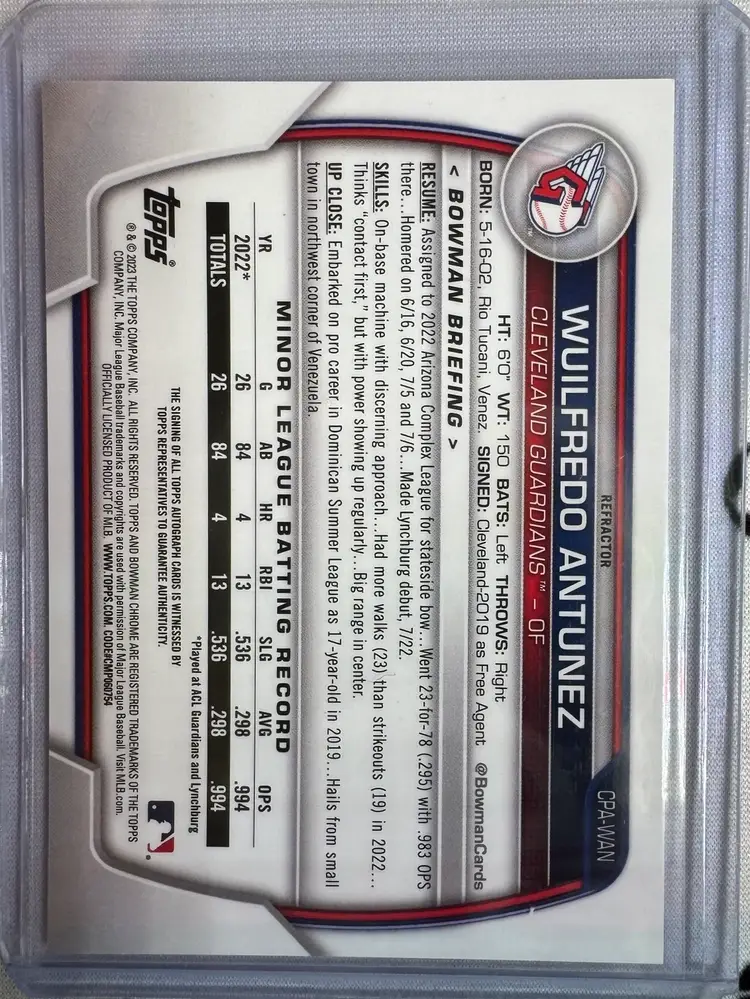 REFRACTOR
CPA-WAN
WUILFREDO ANTUNEZ
CLEVELAND GUARDIANS™ - OF
HT: 6'0" WT: 150 BATS: Left THROWS: Right
BORN: 5-16-02, Rio Tucani, Venez. SIGNED: Cleveland-2019 as Free Agent @BowmanCards
< BOWMAN BRIEFING >
RESUME: Assigned to 2022 Arizona Complex League for stateside bow...Went 23-for-78 (.295) with .983 OPS
there...Homered on 6/16, 6/20, 7/5 and 7/6...Made Lynchburg debut, 7/22.
SKILLS: On-base machine with discerning approach...Had more walks (23) than strikeouts (19) in 2022...
Thinks "contact first," but with power showing up regularly...Big range in center.
UP CLOSE: Embarked on pro career in Dominican Summer League as 17-year-old in 2019...Hails from small
town in northwest corner of Venezuela.
MINOR LEAGUE BATTING RECORD
YR G AB HR RBI SLG AVG OPS
2022* 26 84 4 13 .536 .298 .994
TOTALS 26 84 4 13 .536 .298 .994
*Played at ACL Guardians and Lynchburg
THE SIGNING OF ALL TOPPS AUTOGRAPH CARDS IS WITNESSED BY
TOPPS REPRESENTATIVES TO GUARANTEE AUTHENTICITY.
topps®
® & © 2023 THE TOPPS COMPANY, INC. ALL RIGHTS RESERVED. TOPPS AND BOWMAN CHROME ARE REGISTERED TRADEMARKS OF THE TOPPS
COMPANY, INC. Major League Baseball trademarks and copyrights are used with permission of Major League Baseball. Visit MLB.com.
OFFICIALLY LICENSED PRODUCT OF MLB. WWW.TOPPS.COM. CODE#CMP060754